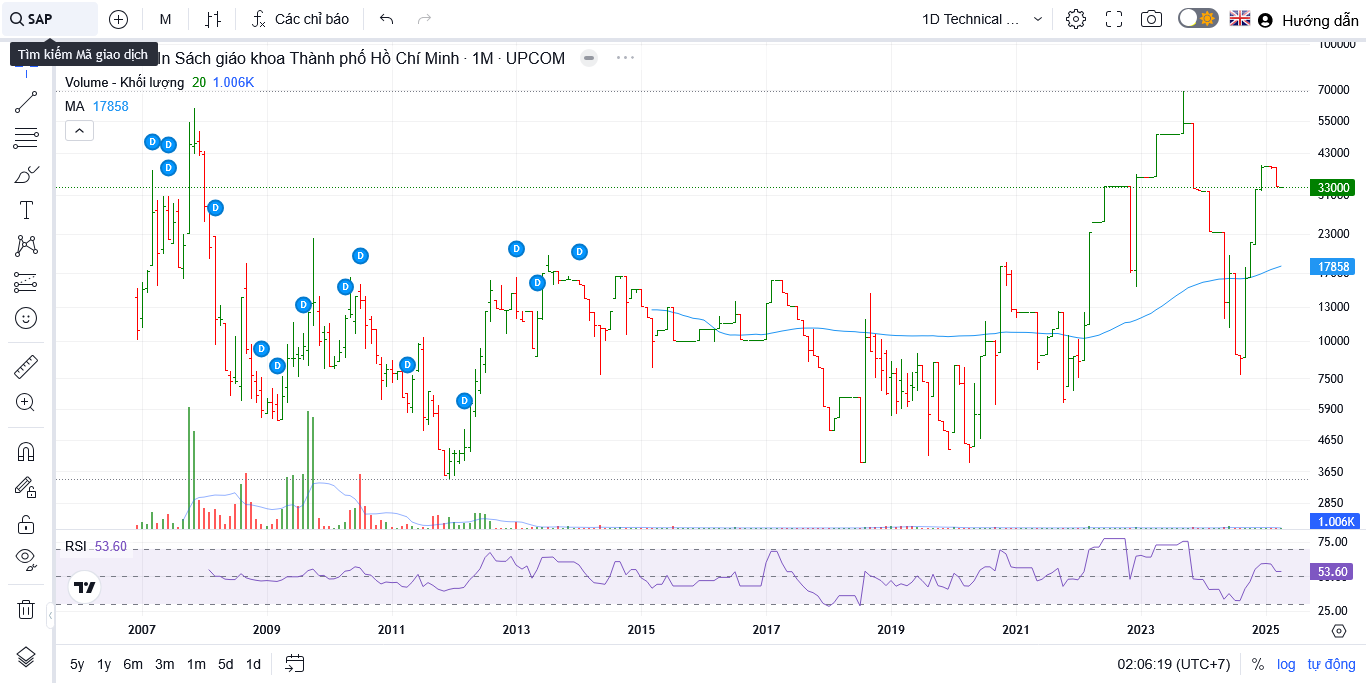 SAP
M
Các chỉ báo
1D Technical ...
Hướng dẫn
Tìm kiếm Mã giao dịch
In Sách giáo khoa Thành phố Hồ Chí Minh · 1M · UPCOM
Volume - Khối lượng 20 1.006K
MA 17858
100000
70000
55000
43000
33000
30000
23000
17858
13000
10000
7500
5900
4650
3650
2850
1.006K
D D
D
D
D
D
D
D
D
D
D
D
D
D
RSI 53.60
75.00
53.60
25.00
2007 2009 2011 2013 2015 2017 2019 2021 2023 2025
5y 1y 6m 3m 1m 5d 1d
02:06:19 (UTC+7) % log tự động